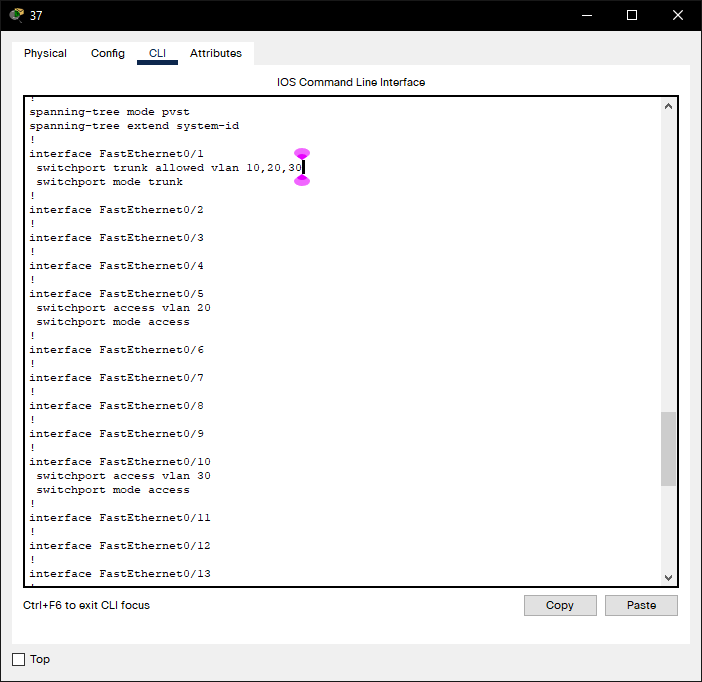 37
Physical Config CLI Attributes
IOS Command Line Interface
!
spanning-tree mode pvst
spanning-tree extend system-id
!
interface FastEthernet0/1
switchport trunk allowed vlan 10,20,30
switchport mode trunk
!
interface FastEthernet0/2
!
interface FastEthernet0/3
!
interface FastEthernet0/4
!
interface FastEthernet0/5
switchport access vlan 20
switchport mode access
!
interface FastEthernet0/6
!
interface FastEthernet0/7
!
interface FastEthernet0/8
!
interface FastEthernet0/9
!
interface FastEthernet0/10
switchport access vlan 30
switchport mode access
!
interface FastEthernet0/11
!
interface FastEthernet0/12
!
interface FastEthernet0/13
!
Ctrl+F6 to exit CLI focus
Copy Paste
Top